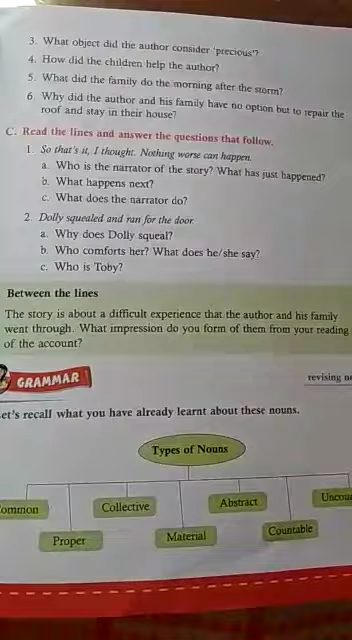 3. What object did the author consider 'precious'?
4. How did the children help the author?
5. What did the family do the morning after the storm?
6. Why did the author and his family have no option but to repair the
roof and stay in their house?
C. Read the lines and answer the questions that follow.
1. So that's it, I thought. Nothing worse can happen.
a. Who is the narrator of the story? What has just happened?
b. What happens next?
c. What does the narrator do?
2. Dolly squealed and ran for the door.
a. Why does Dolly squeal?
b. Who comforts her? What does he/she say?
c. Who is Toby?
Between the lines
The story is about a difficult experience that the author and his family
went through. What impression do you form of them from your reading
of the account?
GRAMMAR
revising
et's recall what you have already learnt about these nouns.
Types of Nouns
ommon
Collective
Abstract
Uncou
Proper
Material
Countable